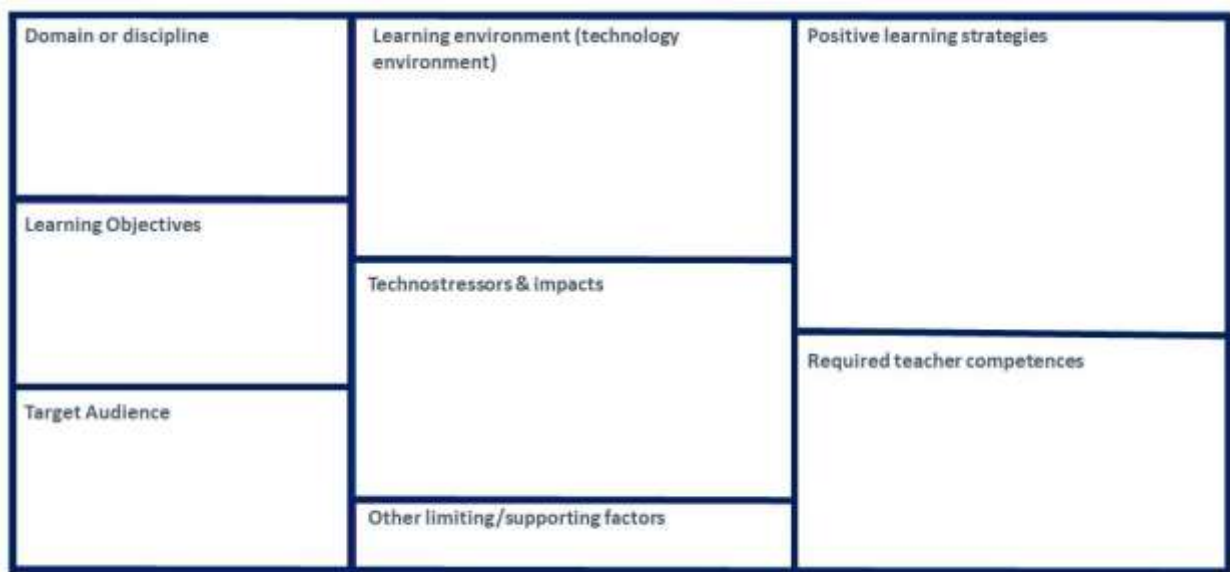 Domain or discipline
Learning Objectives
Target Audience
Learning environment (technology
environment)
Technostressors & impacts
Other limiting/supporting factors
Positive learning strategies
Required teacher competences